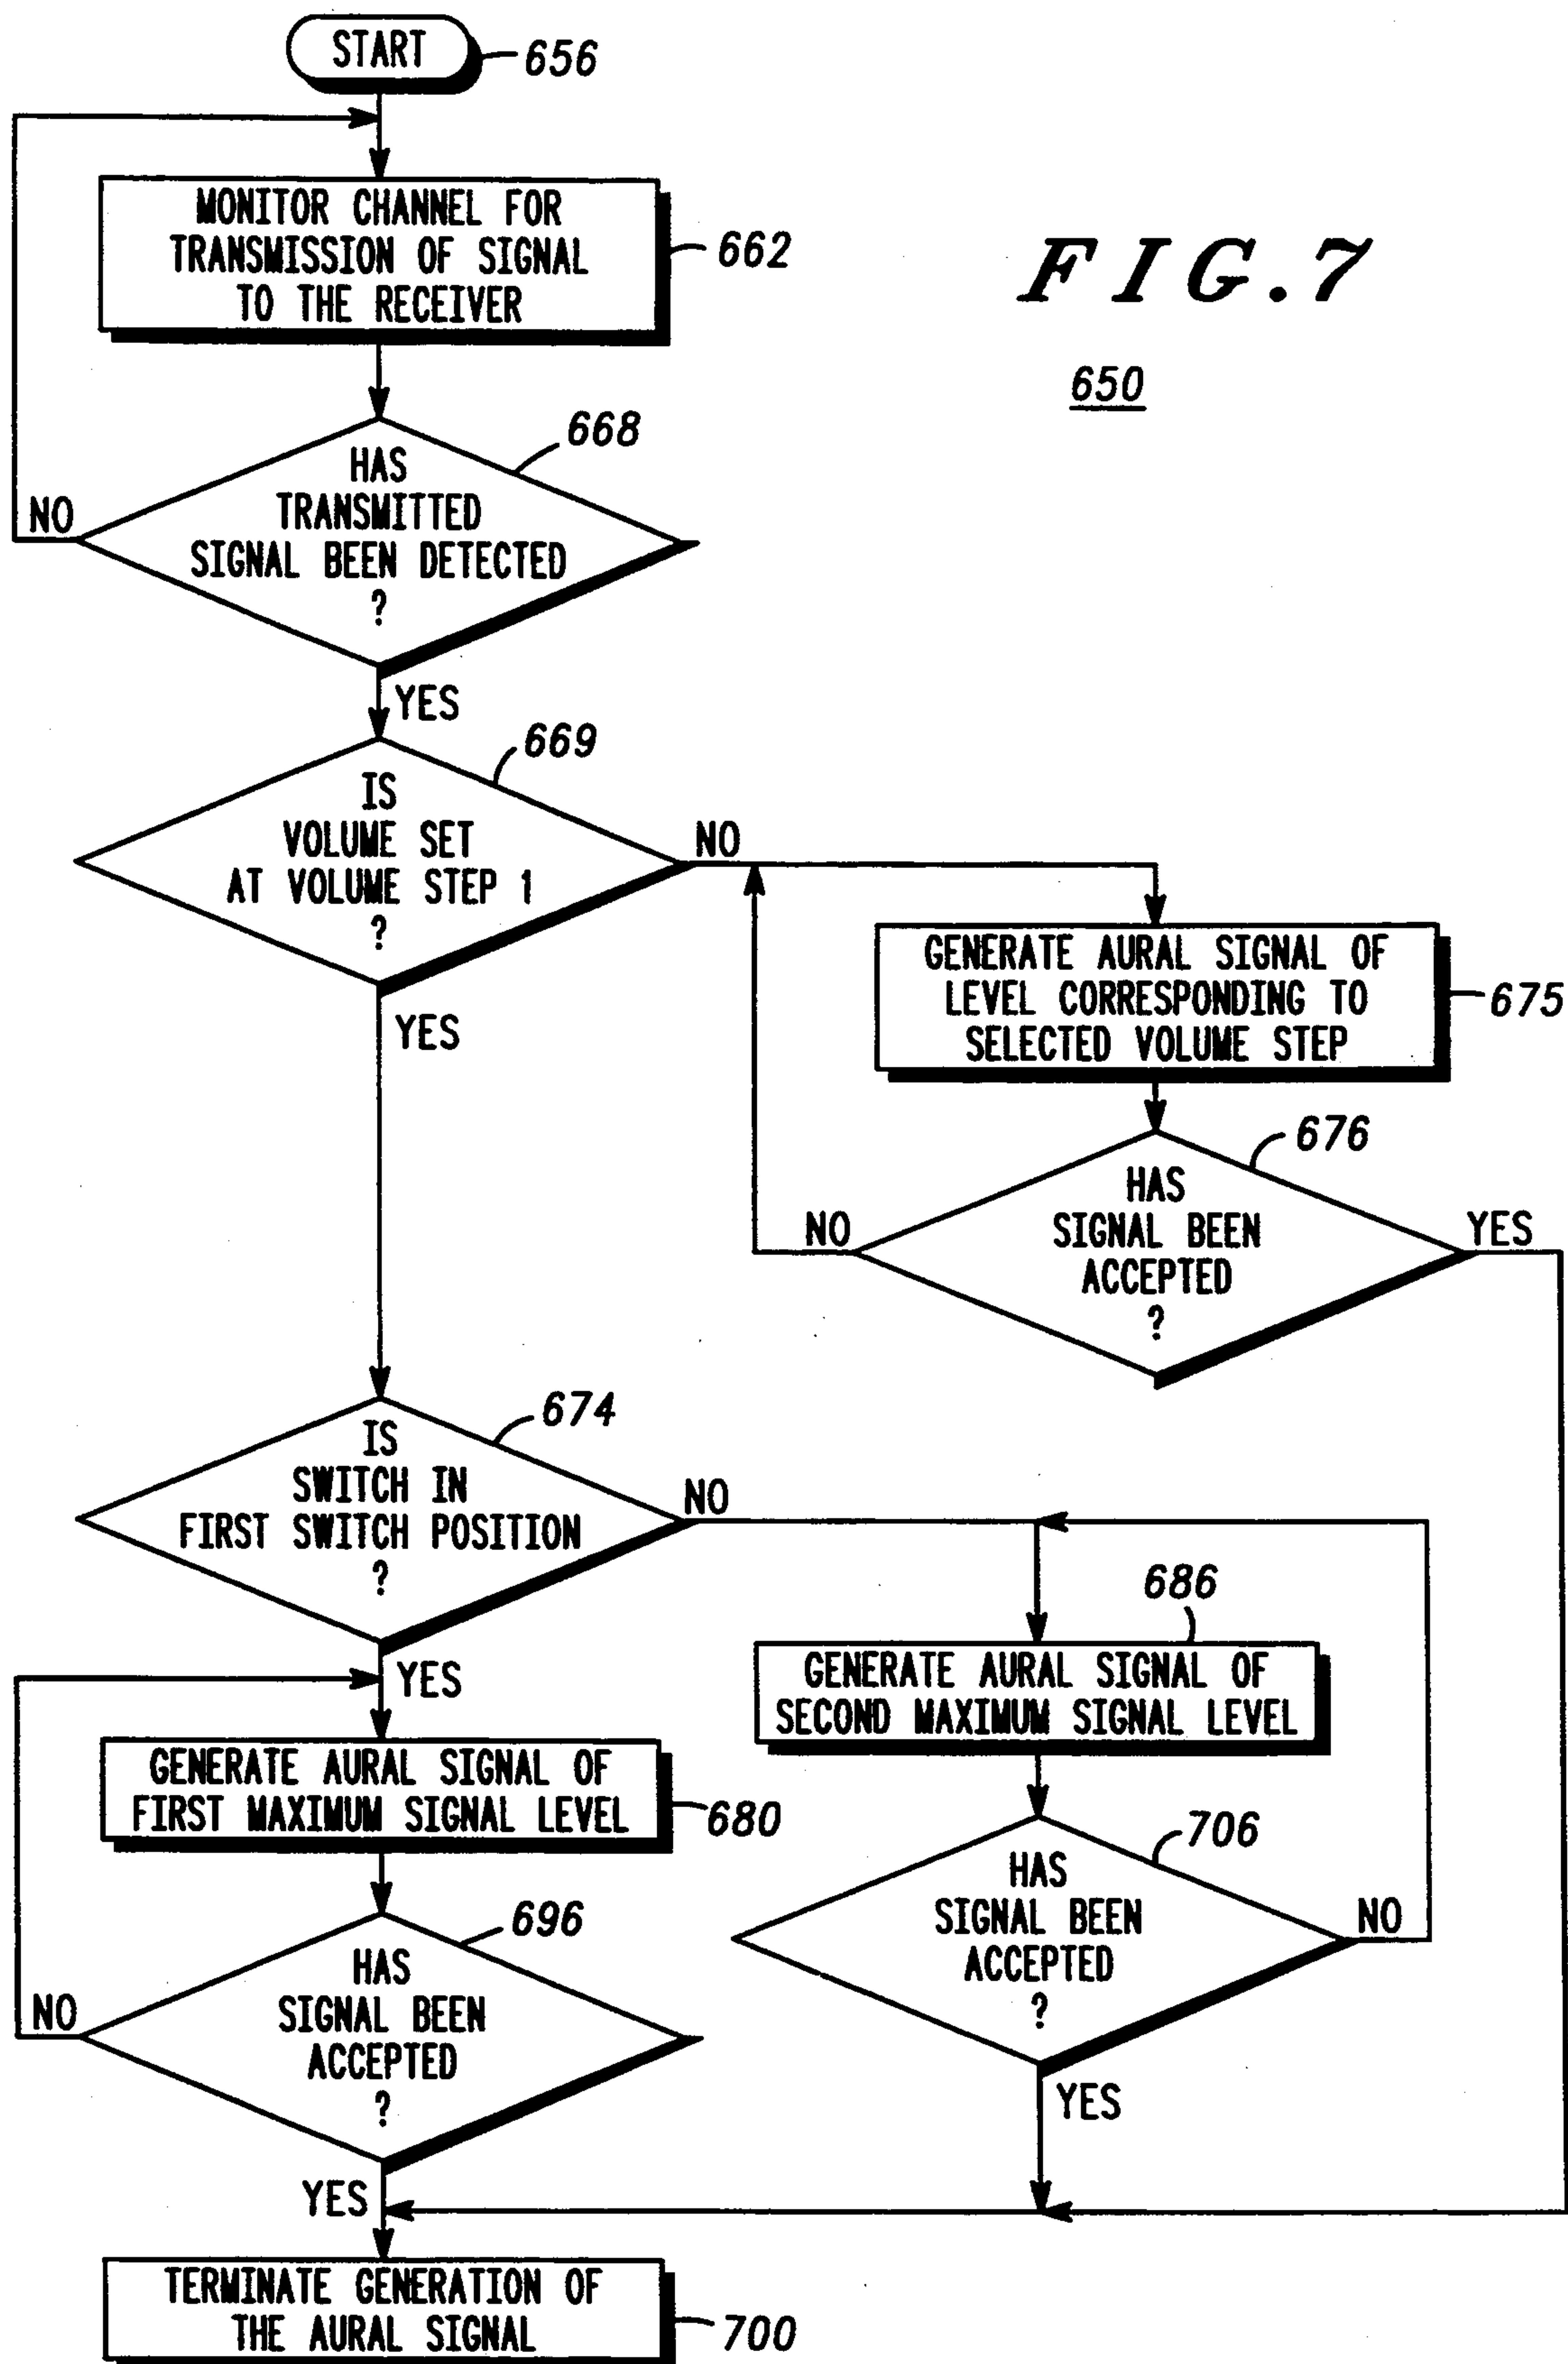 START
656
MONITOR CHANNEL FOR
TRANSMISSION OF SIGNAL
TO THE RECEIVER
662
FIG.7
650
HAS
TRANSMITTED
SIGNAL BEEN DETECTED
?
668
NO
YES
IS
VOLUME SET
AT VOLUME STEP 1
?
669
NO
YES
GENERATE AURAL SIGNAL OF
LEVEL CORRESPONDING TO
SELECTED VOLUME STEP
675
HAS
SIGNAL BEEN
ACCEPTED
?
676
NO
YES
IS
SWITCH IN
FIRST SWITCH POSITION
?
674
NO
YES
GENERATE AURAL SIGNAL OF
SECOND MAXIMUM SIGNAL LEVEL
686
GENERATE AURAL SIGNAL OF
FIRST MAXIMUM SIGNAL LEVEL
680
HAS
SIGNAL BEEN
ACCEPTED
?
706
NO
YES
HAS
SIGNAL BEEN
ACCEPTED
?
696
NO
YES
TERMINATE GENERATION OF
THE AURAL SIGNAL
700